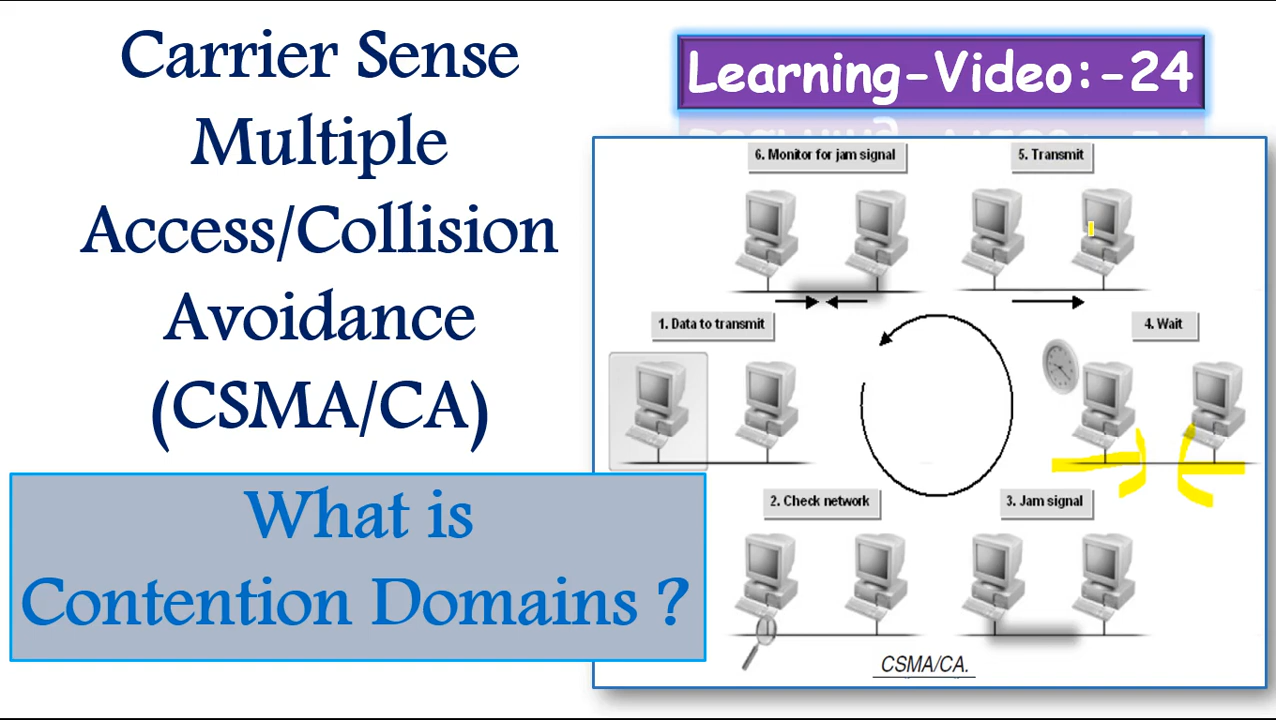 Carrier Sense
Multiple
Access/Collision
Avoidance
(CSMA/CA)
What is
Contention Domains ?
Learning-Video:-24
6. Monitor for jam signal
5. Transmit
1. Data to transmit
4. Wait
2. Check network
3. Jam signal
CSMA/CA.